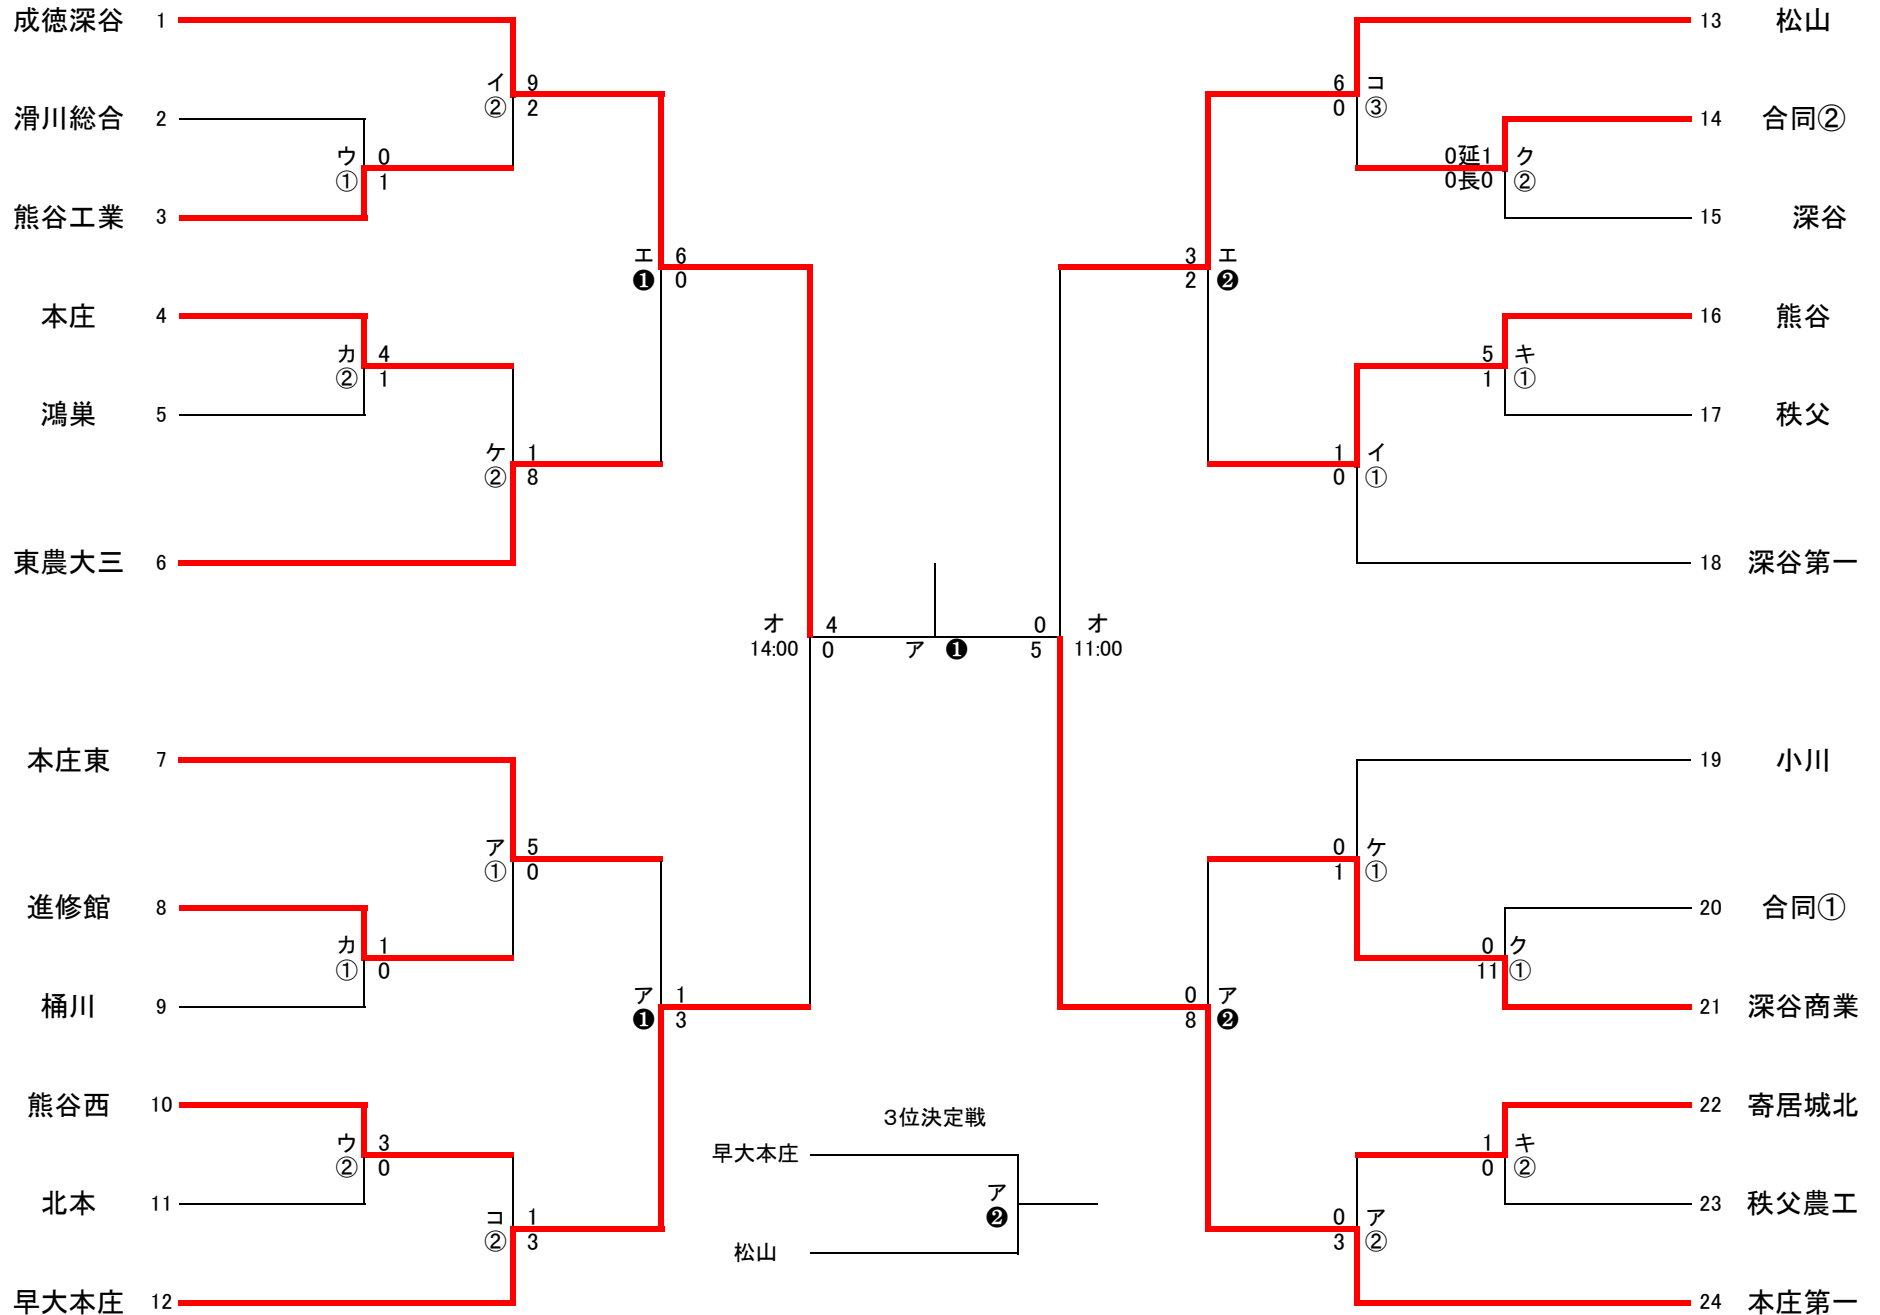 成徳深谷 1
イ 9
② 2
滑川総合 2
ウ 0
① 1
熊谷工業 3
エ 6
❶ 0
本庄 4
カ 4
② 1
鴻巣 5
ケ 1
② 8
東農大三 6
オ 4
14:00 0
ア ❶
0 オ
5 11:00
本庄東 7
ア 5
① 0
進修館 8
カ 1
① 0
桶川 9
ア 1
❶ 3
熊谷西 10
ウ 3
② 0
北本 11
コ 1
② 3
早大本庄 12
3位決定戦
早大本庄
ア
❷
松山
13 松山
6 コ
0 ③
14 合同②
0延1 ク
0長0 ②
15 深谷
3 エ
2 ❷
16 熊谷
5 キ
1 ①
17 秩父
1 イ
0 ①
18 深谷第一
19 小川
0 ケ
1 ①
20 合同①
0 ク
11 ①
21 深谷商業
0 ア
8 ❷
22 寄居城北
1 キ
0 ②
23 秩父農工
0 ア
3 ②
24 本庄第一